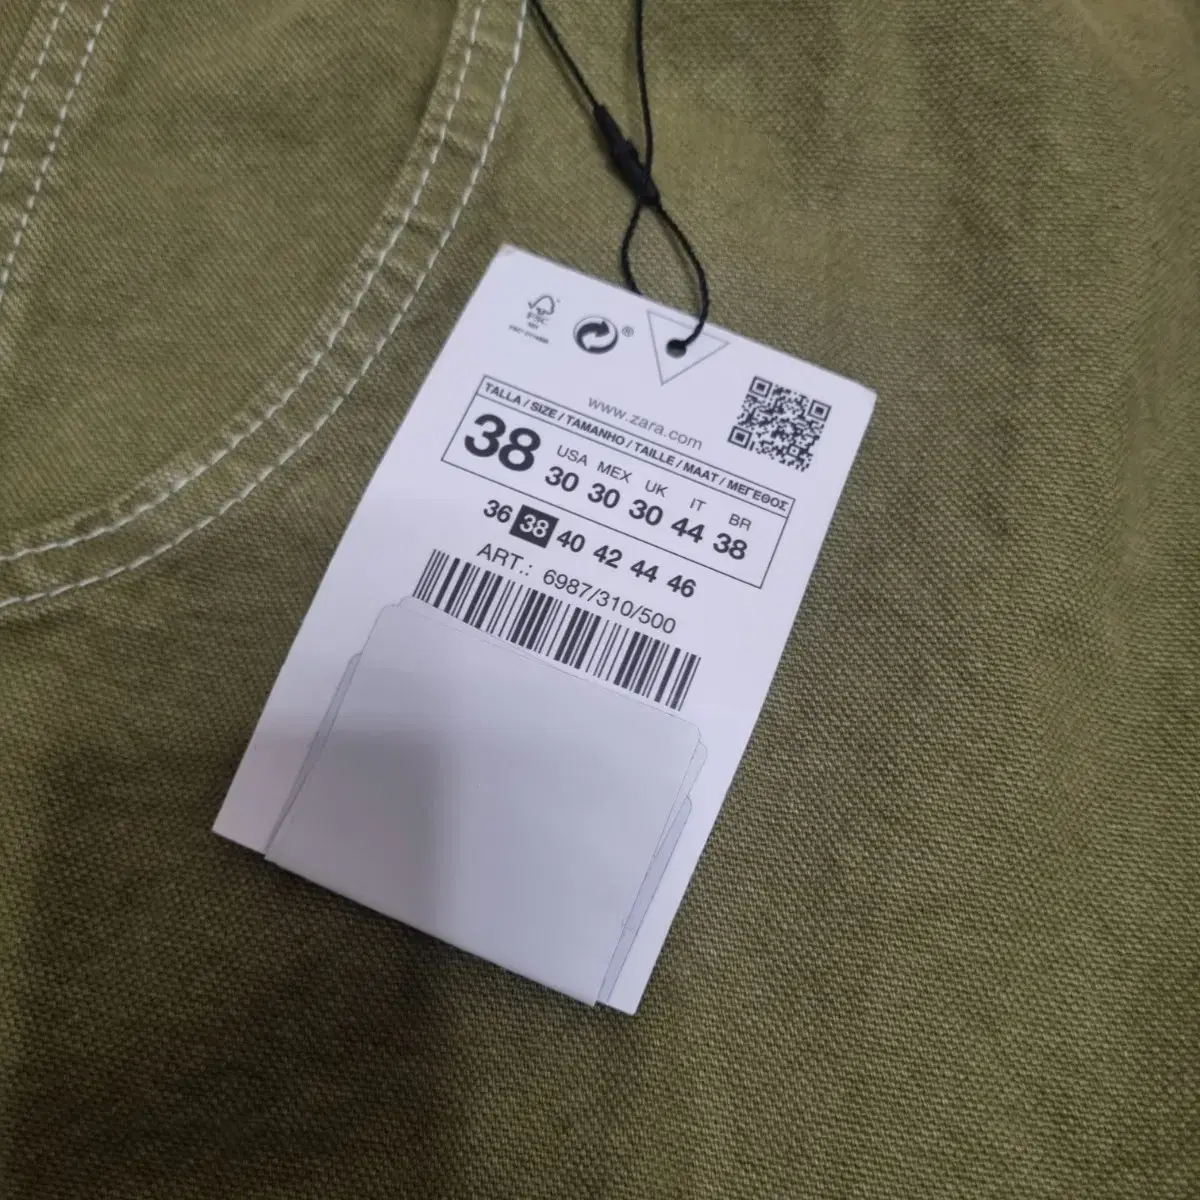 FSC
®
www.zara.com
TALLA / SIZE / TAMANHO / TAILLE / MAAT / ΜΕΓΕΘΟΣ
38
USA MEX UK IT BR
30 30 30 44 38
36 38 40 42 44 46
ART.: 6987/310/500